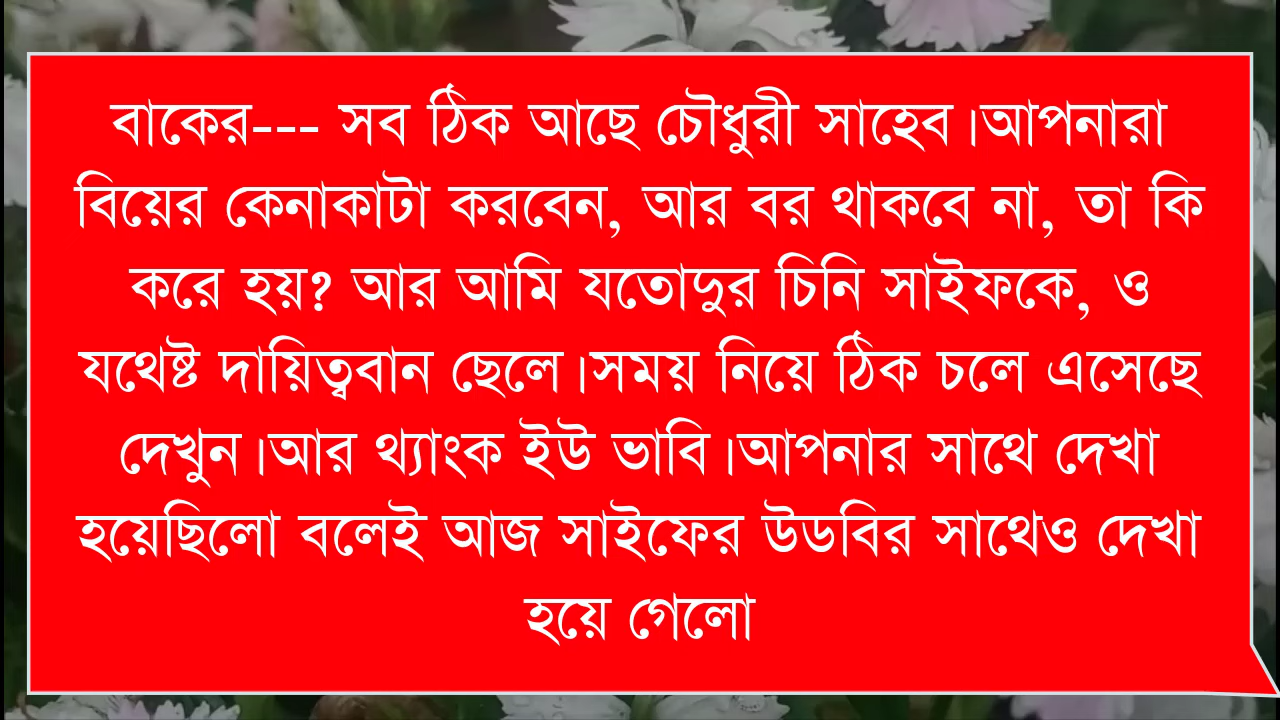 বাকের--- সব ঠিক আছে চৌধুরী সাহেব।আপনারা
বিয়ের কেনাকাটা করবেন, আর বর থাকবে না, তা কি
করে হয়? আর আমি যতোদুর চিনি সাইফকে, ও
যথেষ্ট দায়িত্ববান ছেলে।সময় নিয়ে ঠিক চলে এসেছে
দেখুন।আর থ্যাংক ইউ ভাবি।আপনার সাথে দেখা
হয়েছিলো বলেই আজ সাইফের উডবির সাথেও দেখা
হয়ে গেলো